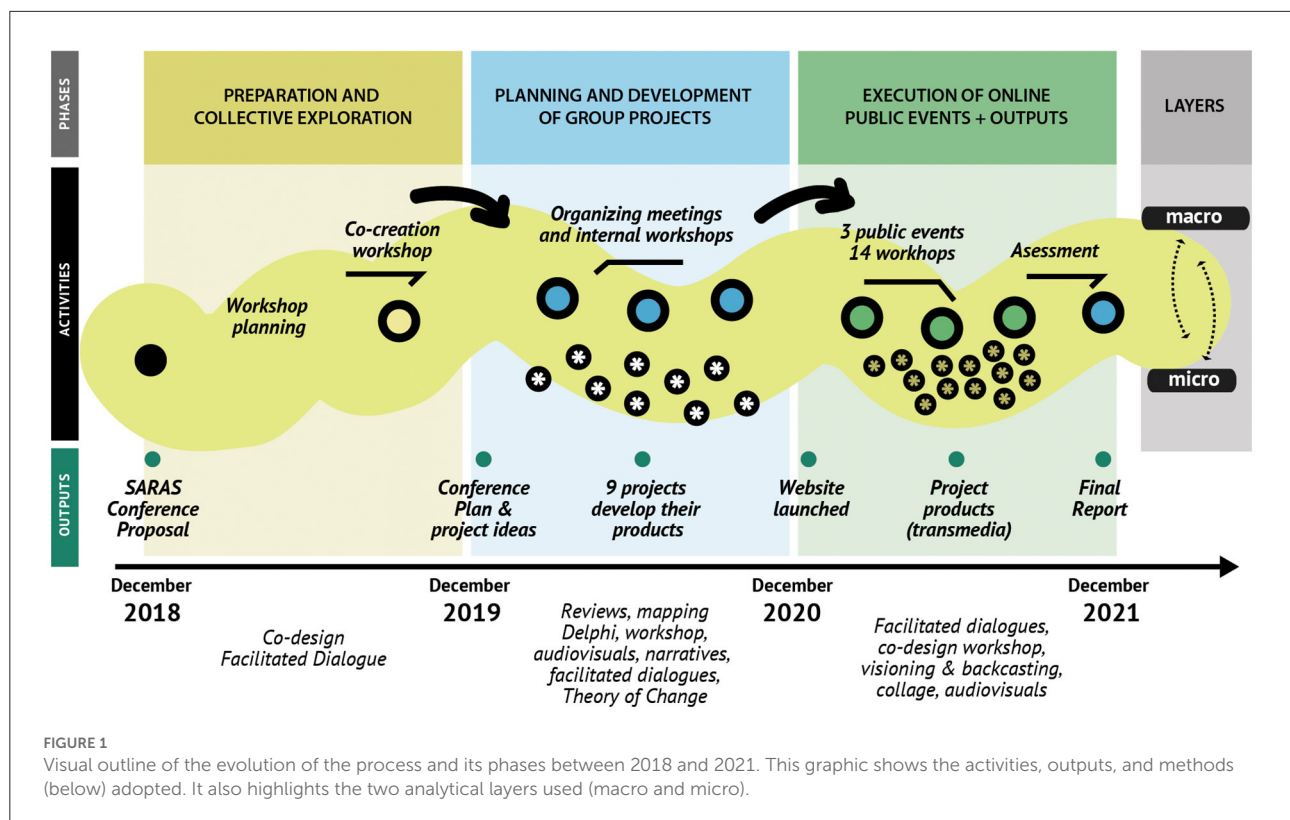 PHASES
PREPARATION AND
COLLECTIVE EXPLORATION
PLANNING AND DEVELOPMENT
OF GROUP PROJECTS
EXECUTION OF ONLINE
PUBLIC EVENTS + OUTPUTS
LAYERS
ACTIVITIES
Workshop
planning
Co-creation
workshop
Organizing meetings
and internal workshops
3 public events
14 workhops
Asessment
macro
micro
OUTPUTS
SARAS
Conference
Proposal
Conference
Plan &
project ideas
9 projects
develop their
products
Website
launched
Project
products
(transmedia)
Final
Report
December
2018
December
2019
December
2020
December
2021
Co-design
Facilitated Dialogue
Reviews, mapping
Delphi, workshop,
audiovisuals, narratives,
facilitated dialogues,
Theory of Change
Facilitated dialogues,
co-design workshop,
visioning & backcasting,
collage, audiovisuals
FIGURE 1
Visual outline of the evolution of the process and its phases between 2018 and 2021. This graphic shows the activities, outputs, and methods
(below) adopted. It also highlights the two analytical layers used (macro and micro).